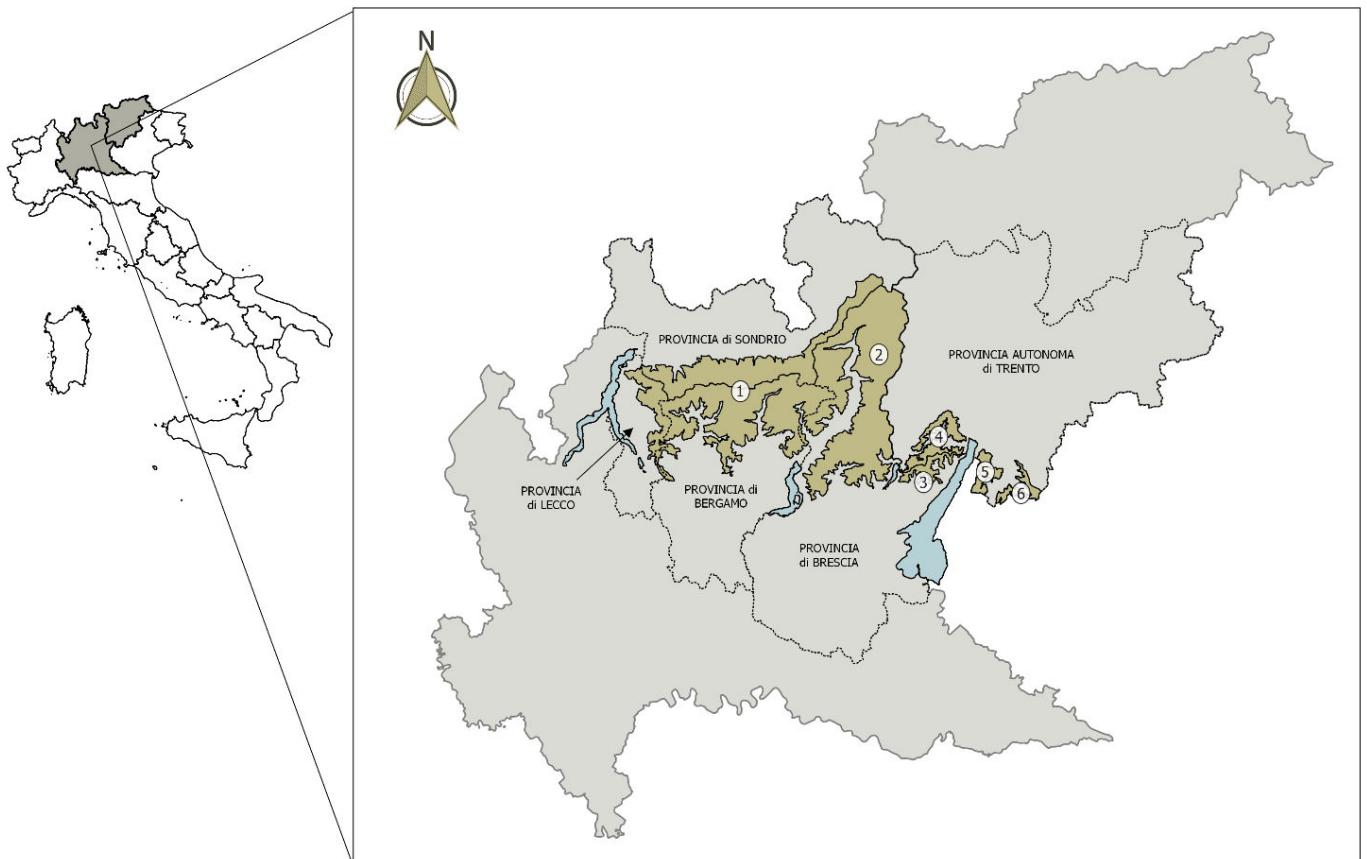 N
PROVINCIA di SONDRIO
PROVINCIA AUTONOMA
di TRENTO
2
1
4
5
3
6
PROVINCIA
di LECCO
PROVINCIA di
BERGAMO
PROVINCIA
di BRESCIA